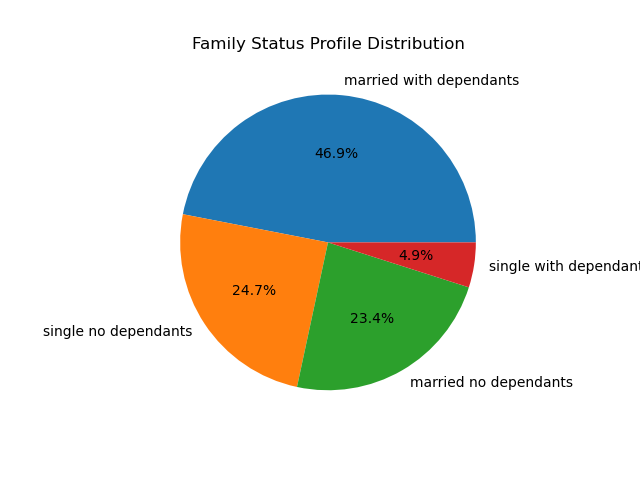 Family Status Profile Distribution
married with dependants
46.9%
4.9%
single with dependant
24.7%
23.4%
single no dependants
married no dependants